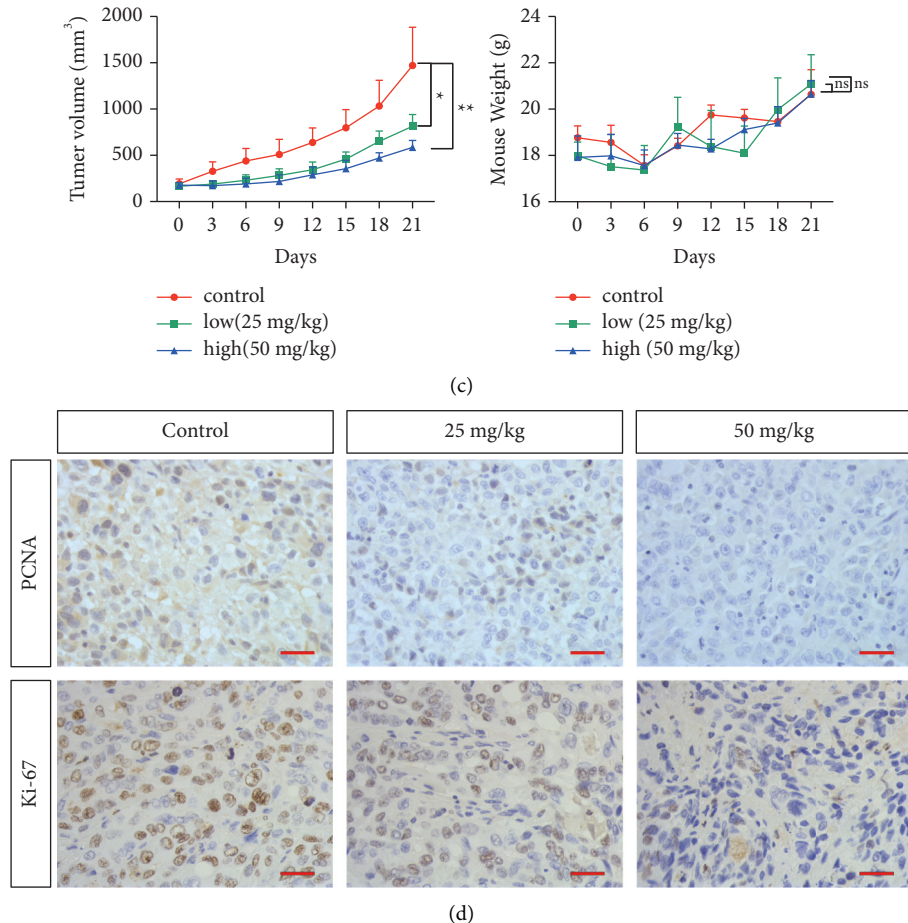 2000
1500
1000
500
0
Tumer volume (mm³)
*
**
0 3 6 9 12 15 18 21
Days
control
low(25 mg/kg)
high(50 mg/kg)
24
22
20
18
16
Mouse Weight (g)
ns ns
0 3 6 9 12 15 18 21
Days
control
low (25 mg/kg)
high (50 mg/kg)
(c)
Control 25 mg/kg 50 mg/kg
PCNA
Ki-67
(d)